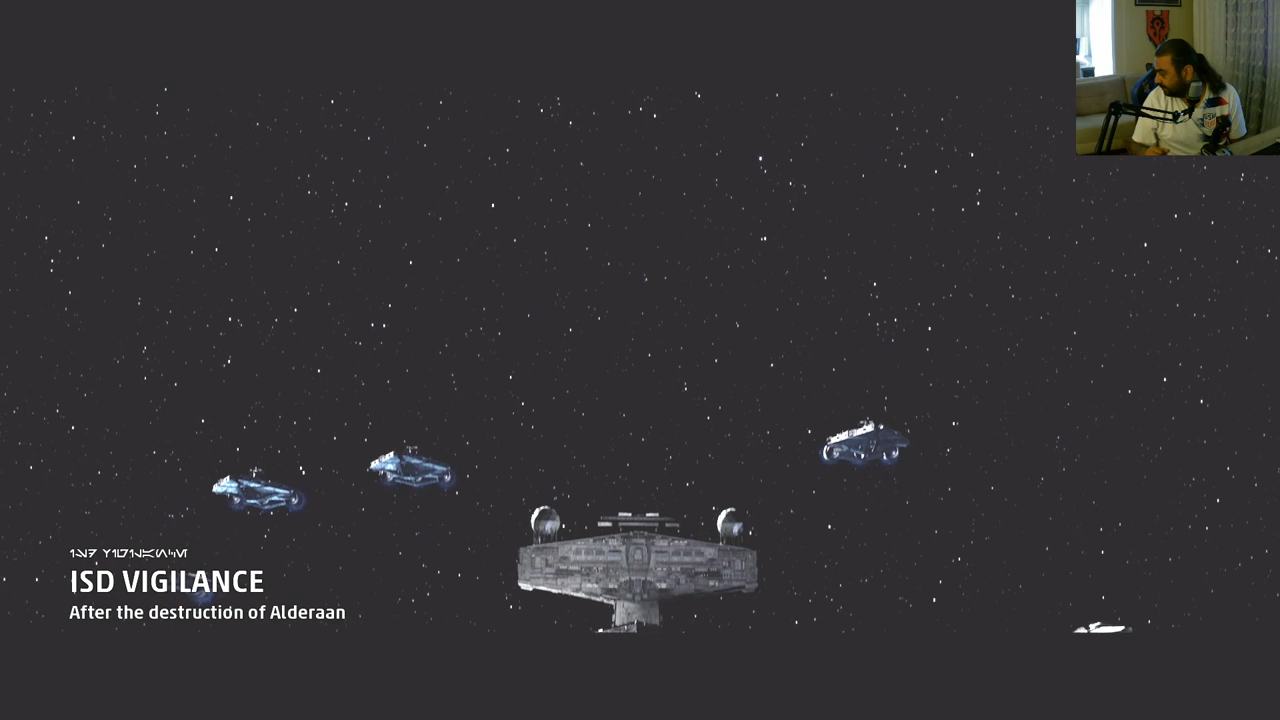 ISD VIGILANCE
After the destruction of Alderaan